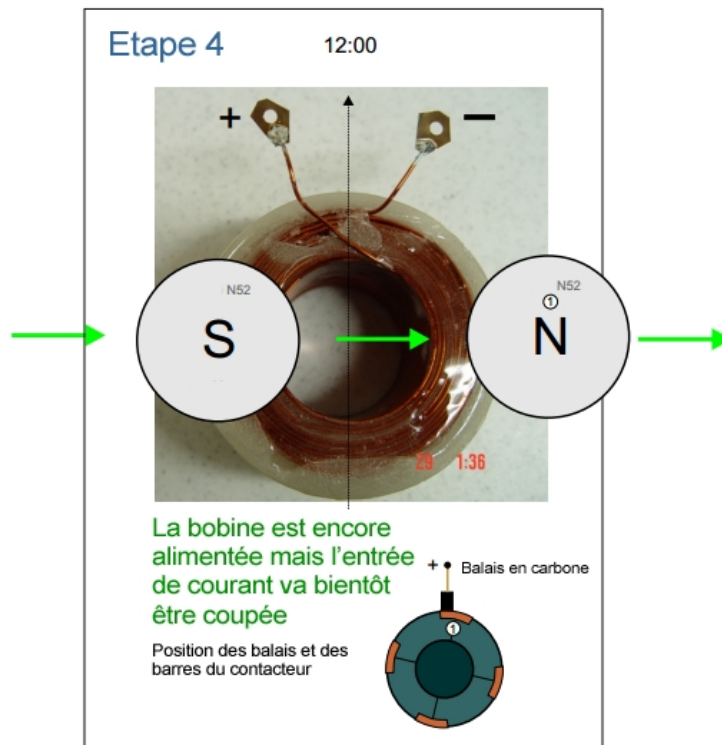 Etape 4
12:00
+ −
N52
S
N52
1
N
29 1:36
La bobine est encore
alimentée mais l'entrée
de courant va bientôt
être coupée
+ Balais en carbone
Position des balais et des
barres du contacteur
1